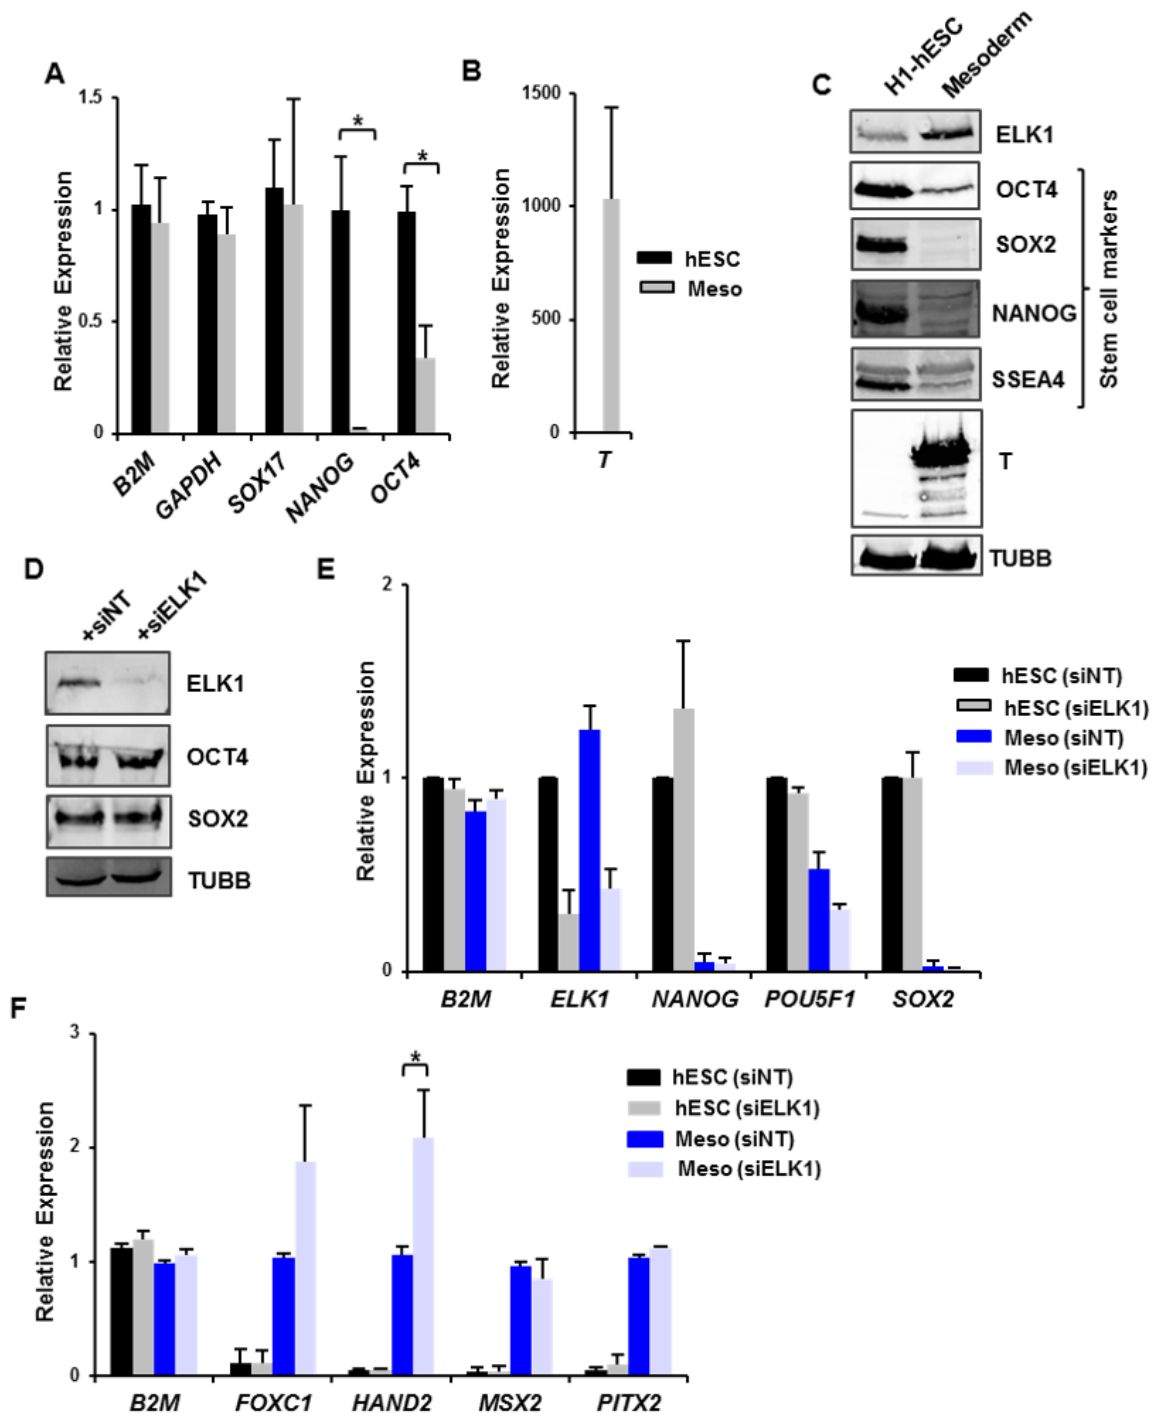 A
1.5
1
0.5
0
Relative Expression
*
*
B2M
GAPDH
SOX17
NANOG
OCT4
B
1500
1000
500
0
Relative Expression
T
hESC
Meso
C
H1-hESC
Mesoderm
ELK1
OCT4
SOX2
NANOG
SSEA4
T
TUBB
Stem cell markers
D
+siNT
+siELK1
ELK1
OCT4
SOX2
TUBB
E
2
1
0
Relative Expression
hESC (siNT)
hESC (siELK1)
Meso (siNT)
Meso (siELK1)
B2M
ELK1
NANOG
POU5F1
SOX2
F
3
2
1
0
Relative Expression
*
hESC (siNT)
hESC (siELK1)
Meso (siNT)
Meso (siELK1)
B2M
FOXC1
HAND2
MSX2
PITX2